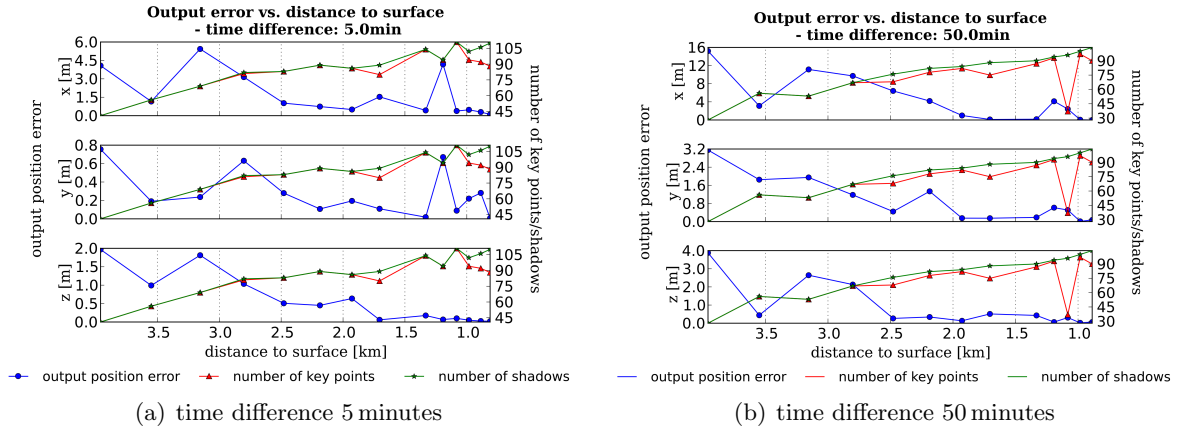 Output error vs. distance to surface
- time difference: 5.0min
6.0
4.5
3.0
1.5
0.0
x [m]
105
90
75
60
45
0.8
0.6
0.4
0.2
0.0
y [m]
105
90
75
60
45
2.0
1.5
1.0
0.5
0.0
z [m]
105
90
75
60
45
output position error
number of key points/shadows
3.5 3.0 2.5 2.0 1.5 1.0
distance to surface [km]
output position error number of key points number of shadows
(a) time difference 5 minutes
Output error vs. distance to surface
- time difference: 50.0min
16
12
8
4
0
x [m]
90
75
60
45
30
3.2
2.4
1.6
0.8
0.0
y [m]
90
75
60
45
30
4.0
3.0
2.0
1.0
0.0
z [m]
90
75
60
45
30
output position error
number of key points/shadows
3.5 3.0 2.5 2.0 1.5 1.0
distance to surface [km]
output position error number of key points number of shadows
(b) time difference 50 minutes